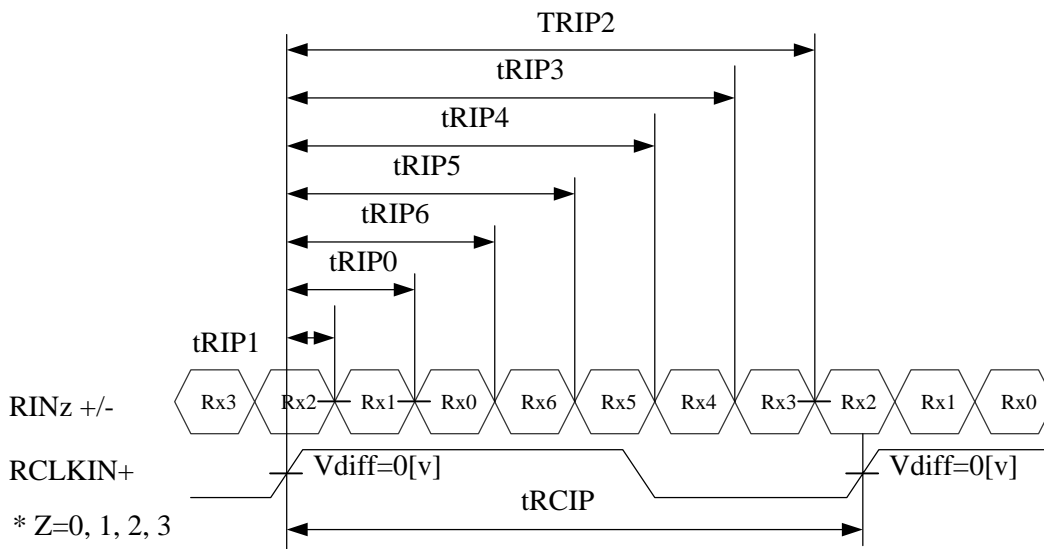 TRIP2
tRIP3
tRIP4
tRIP5
tRIP6
tRIP0
tRIP1
RINz +/- Rx3 Rx2 Rx1 Rx0 Rx6 Rx5 Rx4 Rx3 Rx2 Rx1 Rx0
RCLKIN+ Vdiff=0[v] Vdiff=0[v]
tRCIP
* Z=0, 1, 2, 3